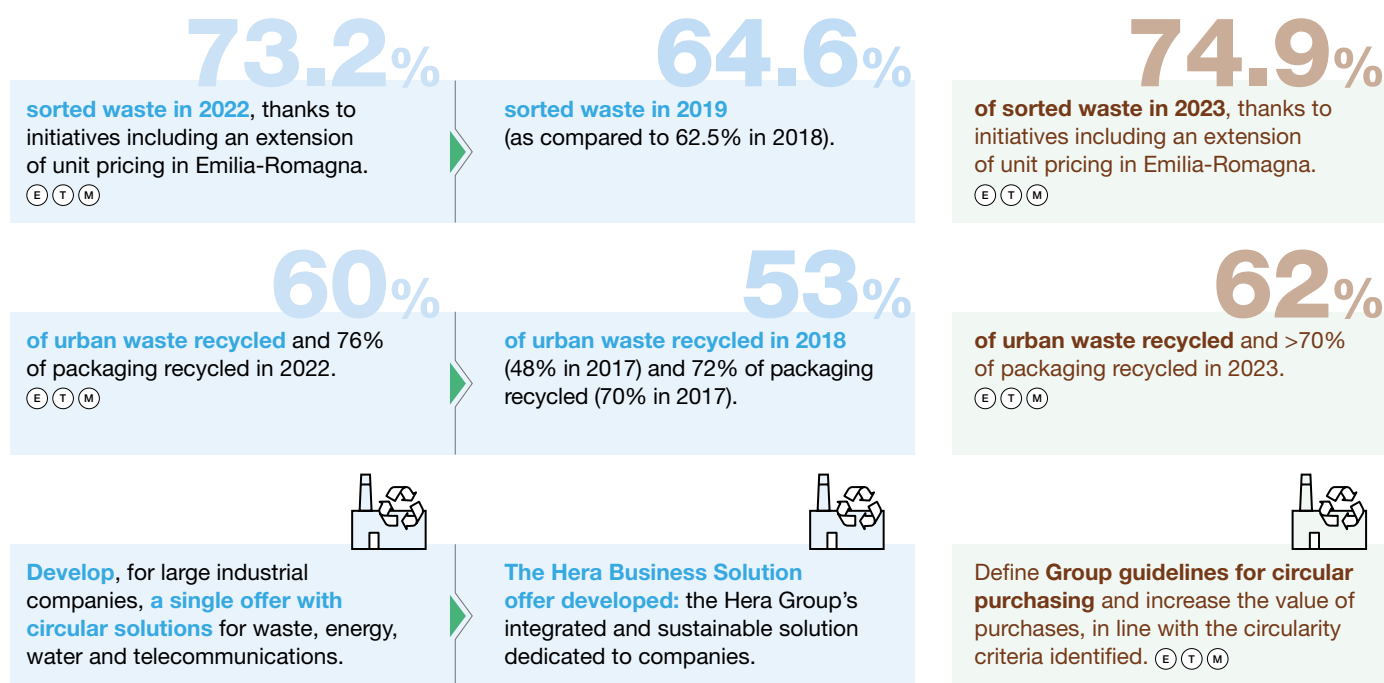 73.2%
sorted waste in 2022, thanks to
initiatives including an extension
of unit pricing in Emilia-Romagna.
E T M
64.6%
sorted waste in 2019
(as compared to 62.5% in 2018).
74.9%
of sorted waste in 2023, thanks to
initiatives including an extension
of unit pricing in Emilia-Romagna.
E T M
60%
of urban waste recycled and 76%
of packaging recycled in 2022.
E T M
53%
of urban waste recycled in 2018
(48% in 2017) and 72% of packaging
recycled (70% in 2017).
62%
of urban waste recycled and >70%
of packaging recycled in 2023.
E T M
Develop, for large industrial
companies, a single offer with
circular solutions for waste, energy,
water and telecommunications.
The Hera Business Solution
offer developed: the Hera Group's
integrated and sustainable solution
dedicated to companies.
Define Group guidelines for circular
purchasing and increase the value of
purchases, in line with the circularity
criteria identified. E T M